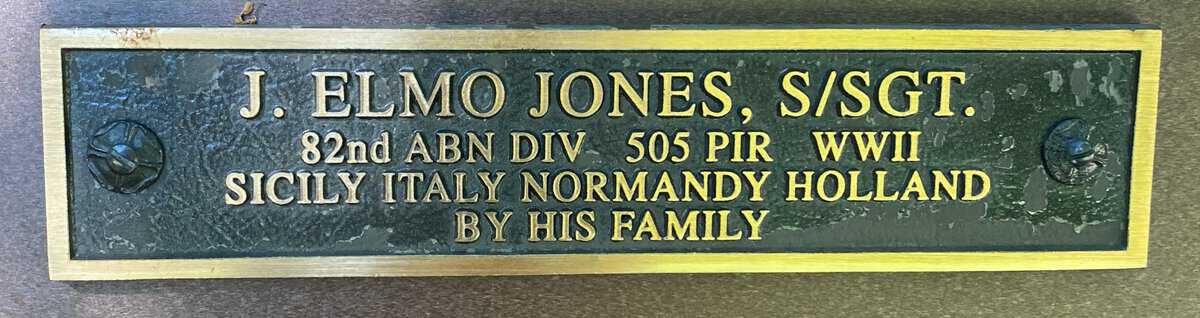 J. ELMO JONES, S/SGT.
82nd ABN DIV 505 PIR WWII
SICILY ITALY NORMANDY HOLLAND
BY HIS FAMILY